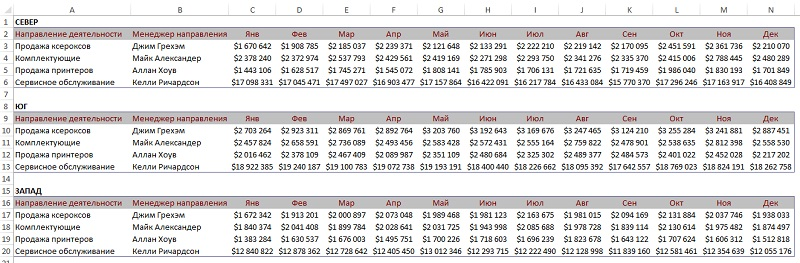 A B C D E F G H I J K L M N
1 СЕВЕР
2 Направление деятельности Менеджер направления Янв Фев Мар Апр Май Июн Июл Авг Сен Окт Ноя Дек
3 Продажа ксероксов Джим Грехэм $1 670 642 $1 908 785 $2 185 037 $2 239 371 $2 121 648 $2 133 291 $2 222 210 $2 219 142 $2 170 095 $2 451 591 $2 361 736 $2 210 070
4 Комплектующие Майк Александер $2 378 240 $2 372 974 $2 537 793 $2 429 561 $2 419 169 $2 271 298 $2 293 750 $2 341 276 $2 335 370 $2 415 006 $2 788 445 $2 480 289
5 Продажа принтеров Аллан Хоув $1 443 106 $1 628 517 $1 745 271 $1 545 072 $1 808 141 $1 785 903 $1 706 131 $1 721 635 $1 719 459 $1 986 040 $1 830 193 $1 701 849
6 Сервисное обслуживание Келли Ричардсон $17 098 331 $17 045 471 $17 497 027 $16 903 477 $17 157 864 $16 422 091 $16 217 784 $16 433 084 $15 770 370 $17 296 246 $17 163 917 $16 408 849
7
8 ЮГ
9 Направление деятельности Менеджер направления Янв Фев Мар Апр Май Июн Июл Авг Сен Окт Ноя Дек
10 Продажа ксероксов Джим Грехэм $2 703 264 $2 923 311 $2 869 761 $2 892 764 $3 203 760 $3 192 643 $3 169 676 $3 247 465 $3 124 210 $3 255 284 $3 241 881 $2 887 451
11 Комплектующие Майк Александер $2 457 824 $2 658 591 $2 736 089 $2 493 456 $2 583 428 $2 572 431 $2 555 164 $2 759 822 $2 478 901 $2 538 635 $2 812 398 $2 558 530
12 Продажа принтеров Аллан Хоув $2 016 462 $2 378 109 $2 467 409 $2 089 987 $2 351 109 $2 480 684 $2 325 302 $2 489 377 $2 484 573 $2 401 022 $2 452 028 $2 217 202
13 Сервисное обслуживание Келли Ричардсон $18 922 385 $19 240 187 $19 100 783 $19 072 738 $19 193 191 $18 400 440 $18 226 662 $18 095 392 $17 642 557 $18 769 023 $18 824 191 $18 262 758
14
15 ЗАПАД
16 Направление деятельности Менеджер направления Янв Фев Мар Апр Май Июн Июл Авг Сен Окт Ноя Дек
17 Продажа ксероксов Джим Грехэм $1 672 342 $1 913 201 $2 000 897 $2 073 048 $1 989 468 $1 981 123 $2 163 675 $1 981 015 $2 094 169 $2 131 884 $2 037 746 $1 938 033
18 Комплектующие Майк Александер $1 840 374 $2 041 408 $1 899 784 $2 028 641 $2 031 725 $1 943 998 $2 085 688 $1 978 728 $1 839 114 $2 130 614 $1 975 482 $1 874 497
19 Продажа принтеров Аллан Хоув $1 383 284 $1 630 537 $1 676 003 $1 495 751 $1 700 226 $1 718 603 $1 696 239 $1 823 678 $1 643 122 $1 707 624 $1 606 312 $1 512 818
20 Сервисное обслуживание Келли Ричардсон $12 840 822 $12 878 362 $12 728 642 $12 405 450 $13 012 346 $12 293 715 $12 222 490 $12 128 998 $11 839 160 $12 581 461 $12 354 639 $12 055 176